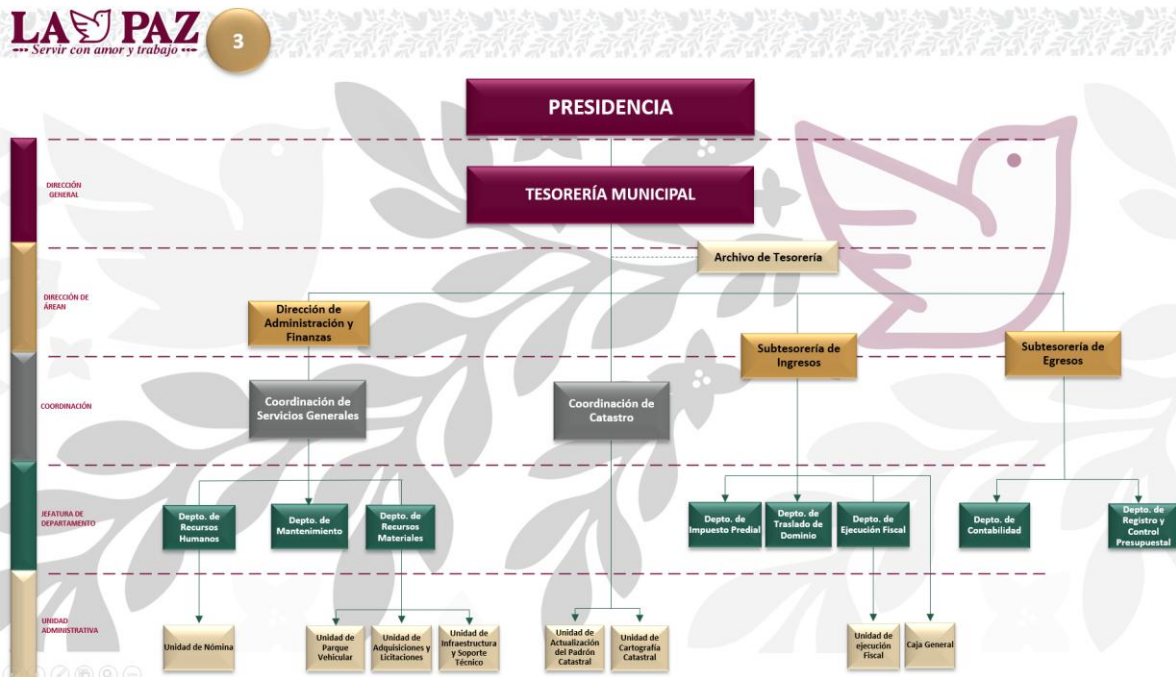 LA PAZ
••• Servir con amor y trabajo •••
3
PRESIDENCIA
DIRECCIÓN
GENERAL
TESORERÍA MUNICIPAL
Archivo de Tesorería
DIRECCIÓN DE
ÁREAN
Dirección de
Administración y
Finanzas
Subtesorería de
Ingresos
Subtesorería de
Egresos
COORDINACIÓN
Coordinación de
Servicios Generales
Coordinación de
Catastro
JEFATURA DE
DEPARTAMENTO
Depto. de
Recursos
Humanos
Depto. de
Mantenimiento
Depto. de
Recursos
Materiales
Depto. de
Impuesto Predial
Depto. de
Traslado de
Dominio
Depto. de
Ejecución Fiscal
Depto. de
Contabilidad
Depto. de
Registro y
Control
Presupuestal
UNIDAD
ADMINISTRATIVA
Unidad de Nómina
Unidad de
Parque
Vehicular
Unidad de
Adquisiciones y
Licitaciones
Unidad de
Infraestructura
y Soporte
Técnico
Unidad de
Actualización
del Padrón
Catastral
Unidad de
Cartografía
Catastral
Unidad de
ejecución
Fiscal
Caja General